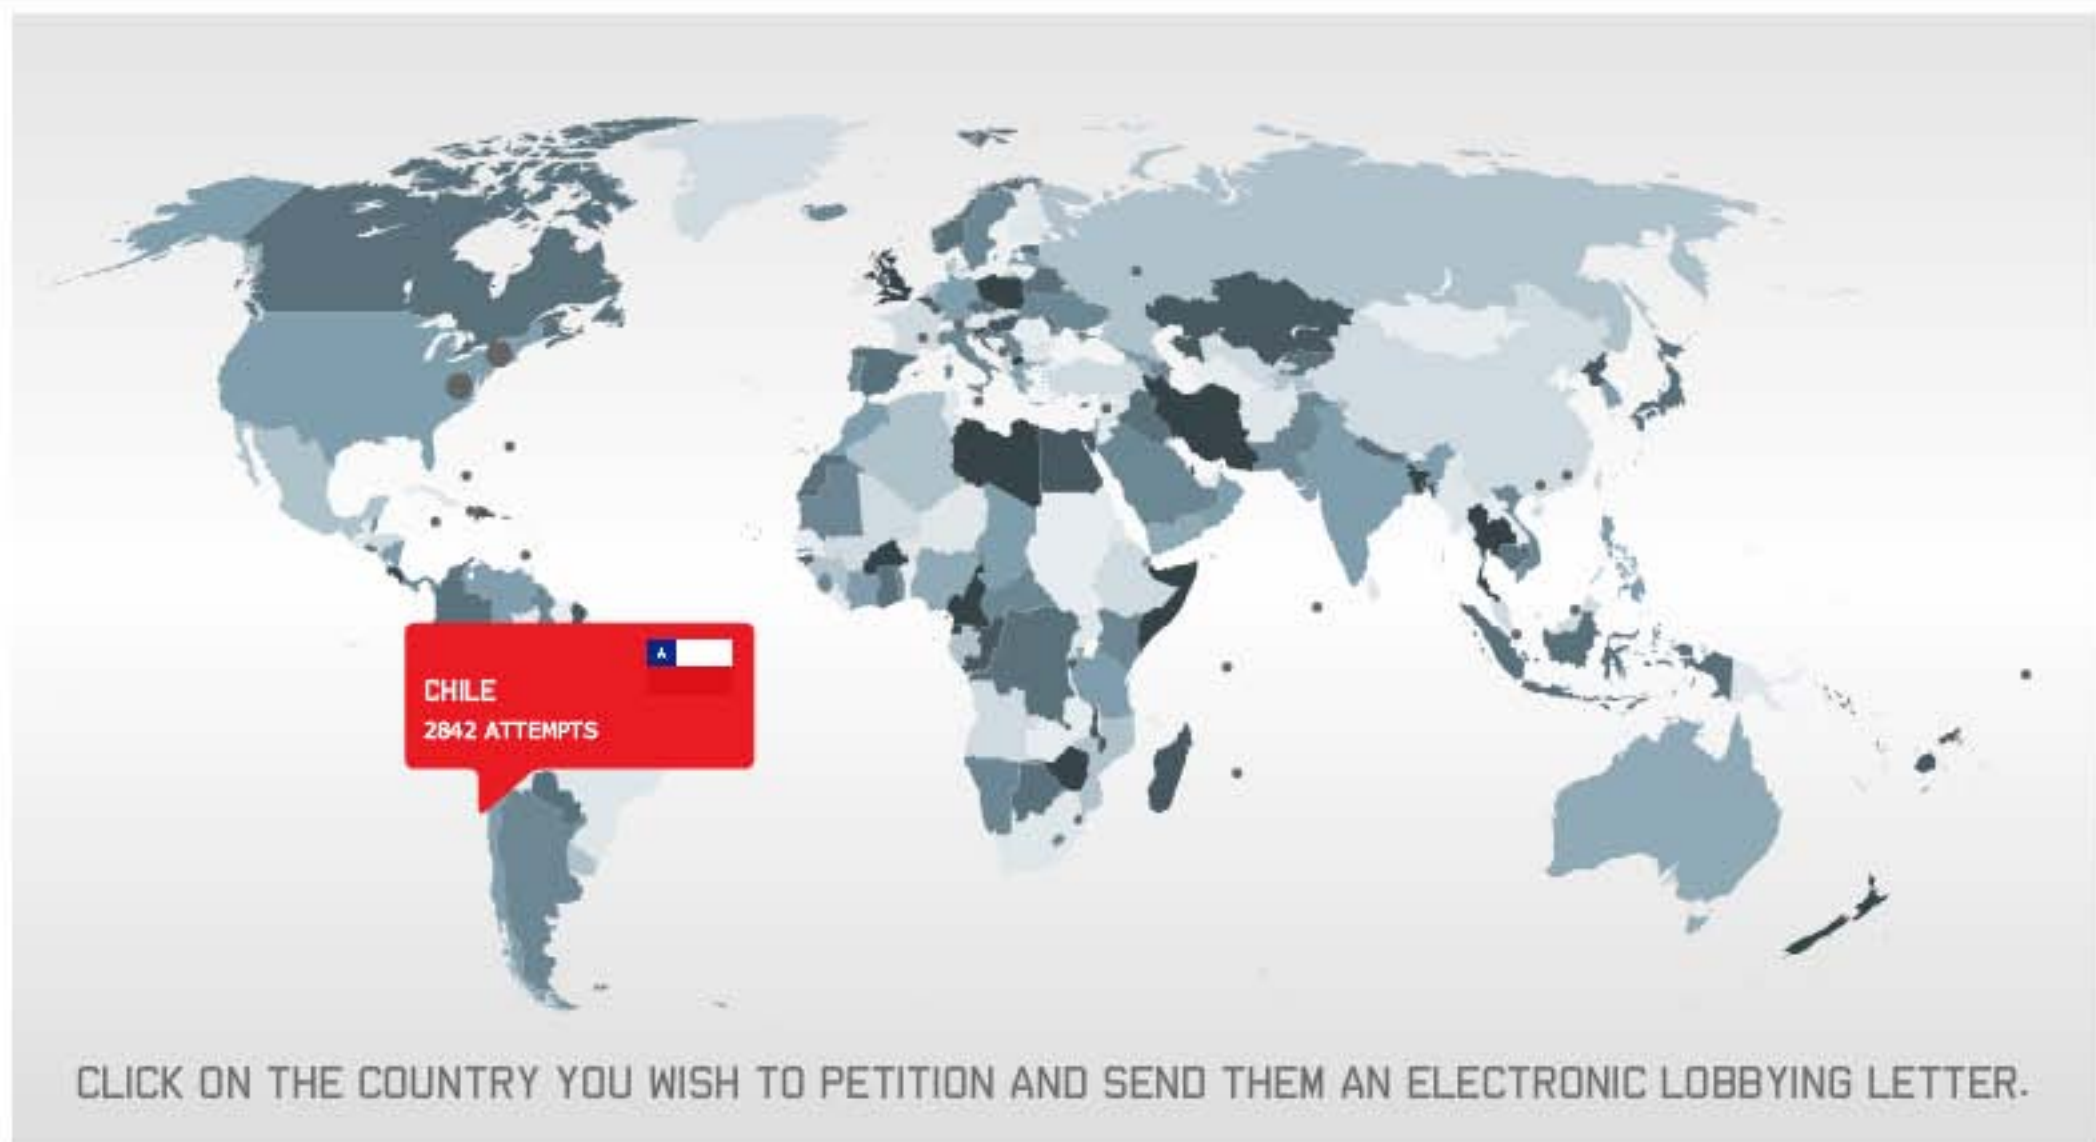 CHILE
2842 ATTEMPTS
CLICK ON THE COUNTRY YOU WISH TO PETITION AND SEND THEM AN ELECTRONIC LOBBYING LETTER.